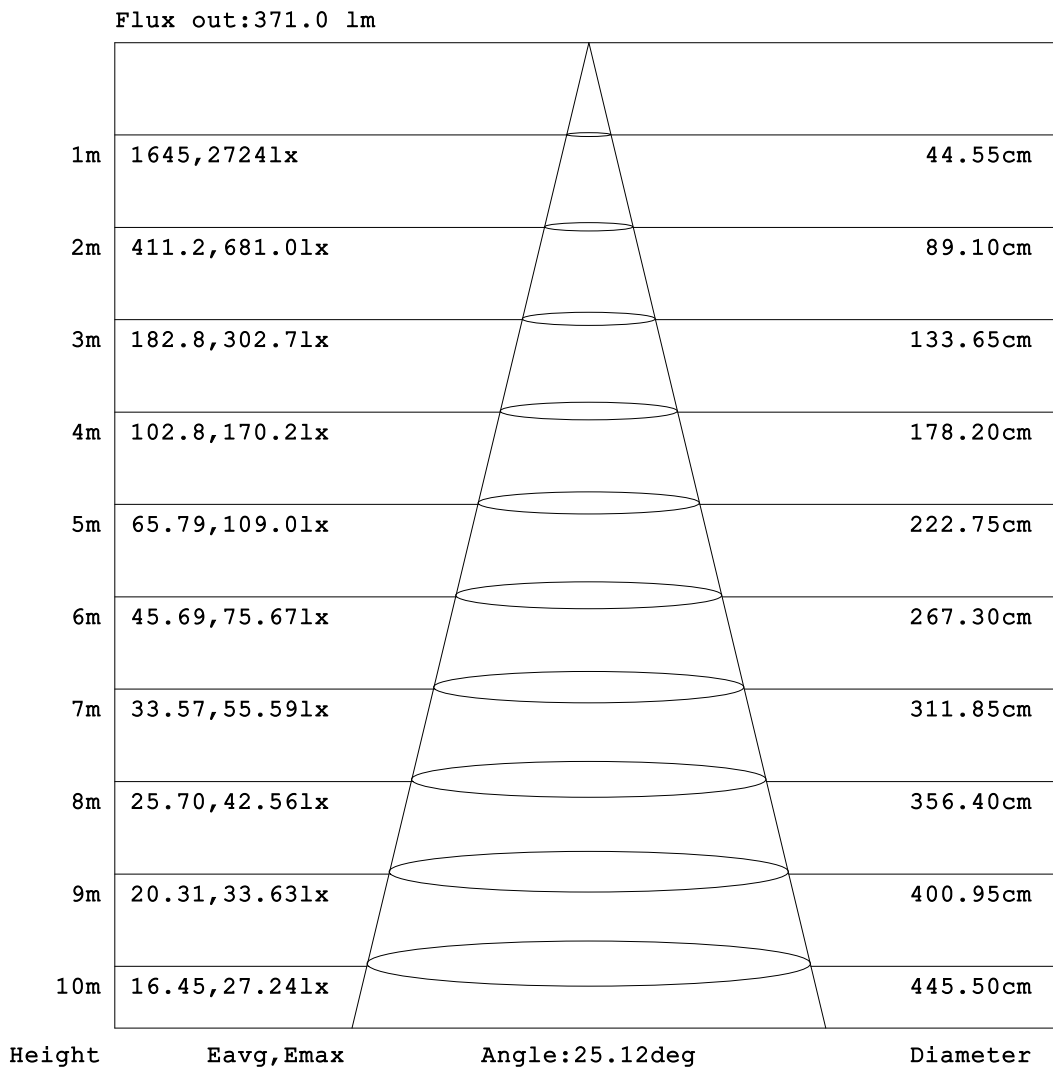 Flux out:371.0 lm
1m 1645,2724lx 44.55cm
2m 411.2,681.0lx 89.10cm
3m 182.8,302.7lx 133.65cm
4m 102.8,170.2lx 178.20cm
5m 65.79,109.0lx 222.75cm
6m 45.69,75.67lx 267.30cm
7m 33.57,55.59lx 311.85cm
8m 25.70,42.56lx 356.40cm
9m 20.31,33.63lx 400.95cm
10m 16.45,27.24lx 445.50cm
Height Eavg,Emax Angle:25.12deg Diameter